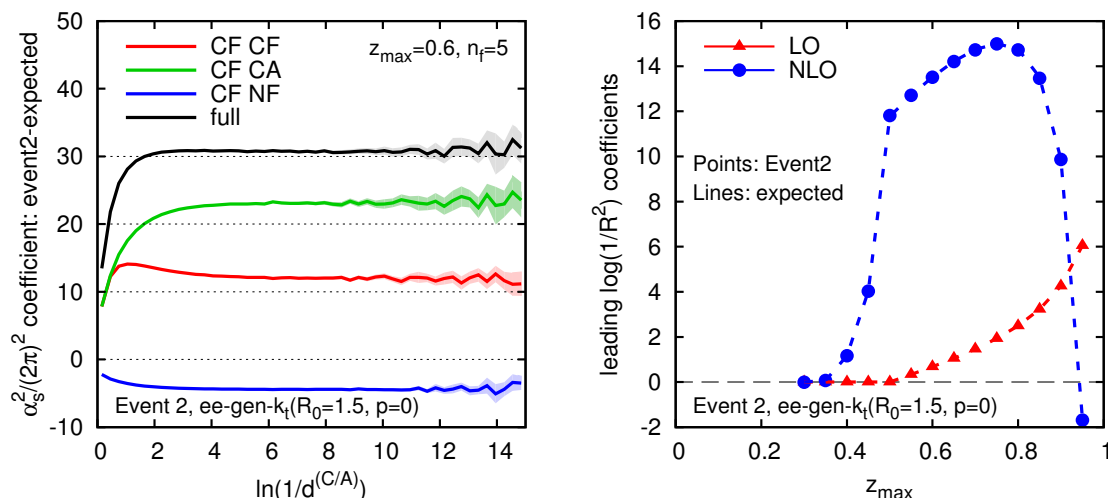 α_s²/(2π)² coefficient: event2-expected
50
40
30
20
10
0
-10
CF CF
CF CA
CF NF
full
z_max=0.6, n_f=5
Event 2, ee-gen-k_t(R_0=1.5, p=0)
0 2 4 6 8 10 12 14
ln(1/d^(C/A))
leading log(1/R²) coefficients
16
14
12
10
8
6
4
2
0
-2
LO
NLO
Points: Event2
Lines: expected
Event 2, ee-gen-k_t(R_0=1.5, p=0)
0 0.2 0.4 0.6 0.8 1
z_max